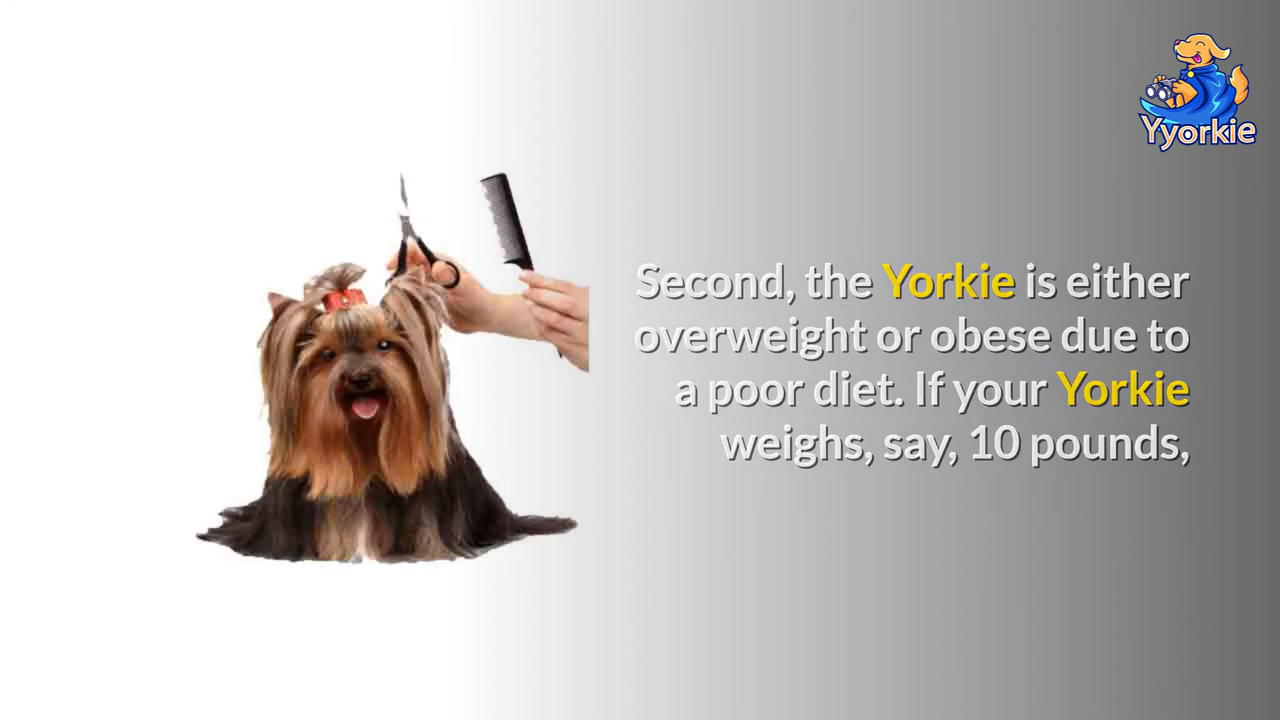 Yyorkie
Second, the Yorkie is either
overweight or obese due to
a poor diet. If your Yorkie
weighs, say, 10 pounds,